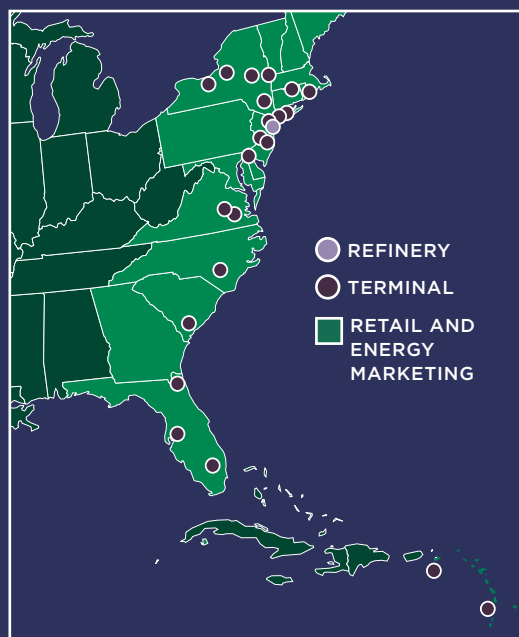 REFINERY
TERMINAL
RETAIL AND
ENERGY
MARKETING